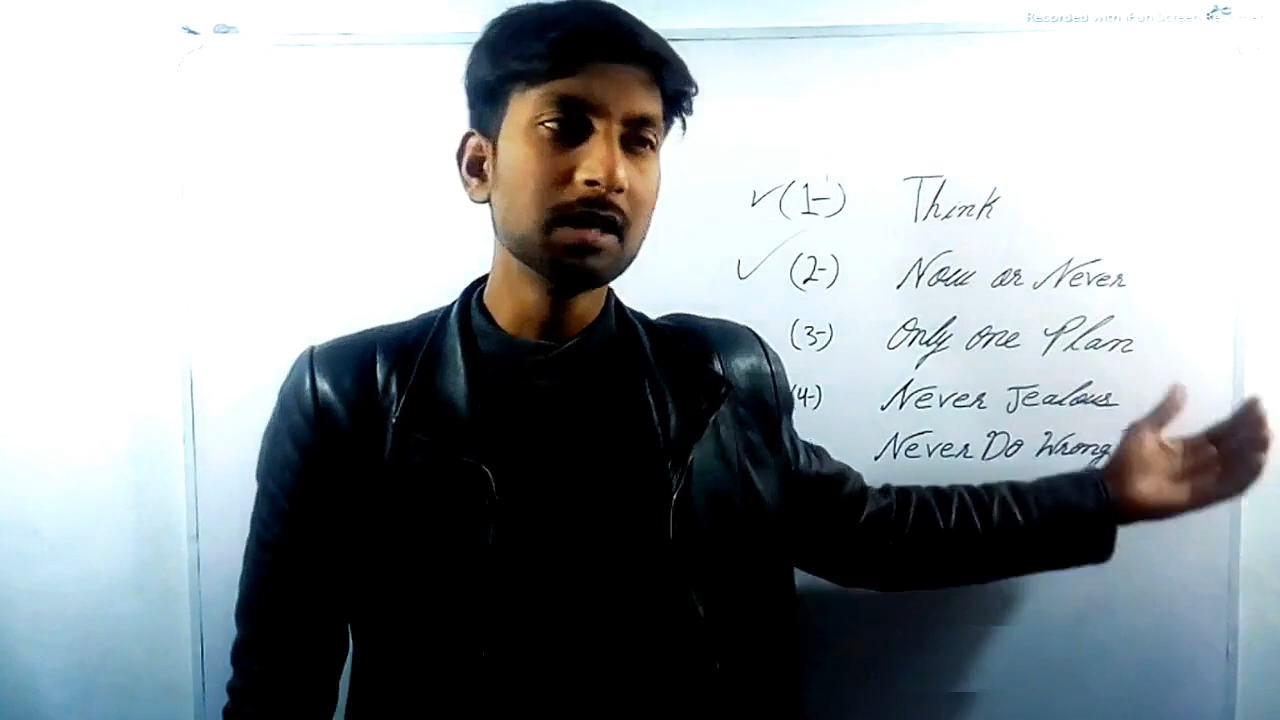 Recorded with iFun Screen Recorder
✓(1-) Think
✓ (2-) Now or Never
(3-) Only one Plan
(4-) Never Jealous
Never Do Wrong